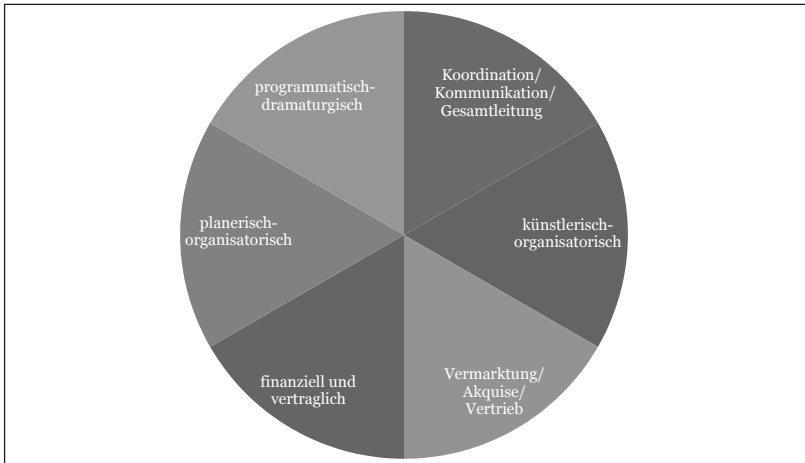 programmatisch-
dramaturgisch
Koordination/
Kommunikation/
Gesamtleitung
planerisch-
organisatorisch
künstlerisch-
organisatorisch
finanziell und
vertraglich
Vermarktung/
Akquise/
Vertrieb